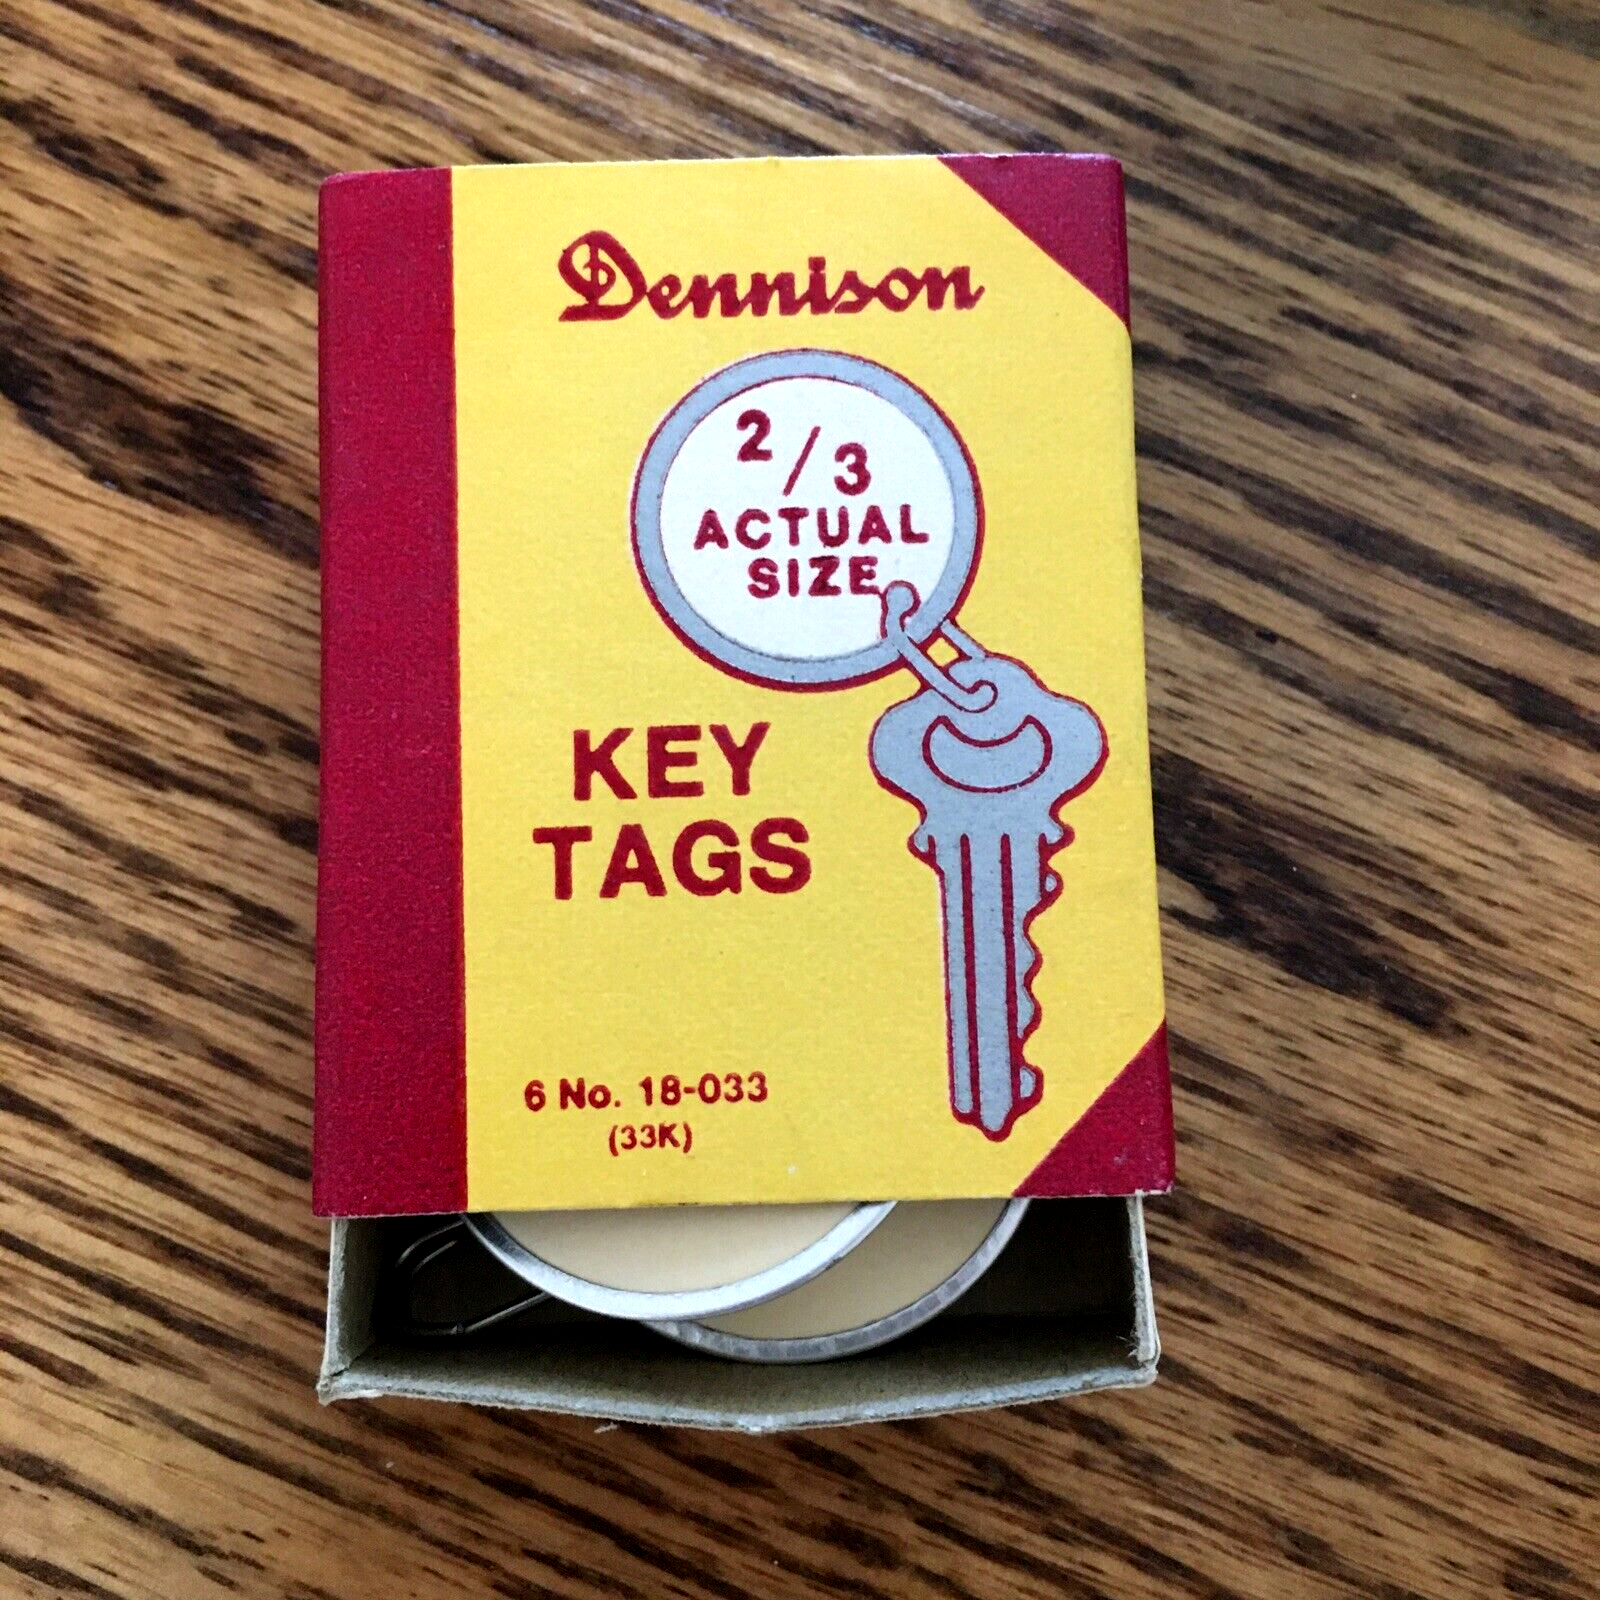 Dennison
2/3
ACTUAL
SIZE
KEY
TAGS
6 No. 18-033
(33K)